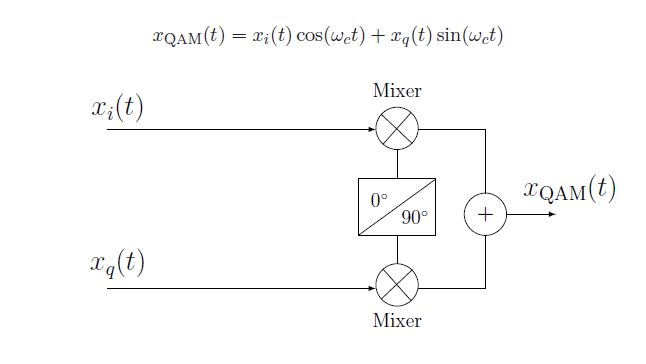 x_QAM(t) = x_i(t) cos(ω_c t) + x_q(t) sin(ω_c t)
Mixer
x_i(t)
0°
90°
x_QAM(t)
+
x_q(t)
Mixer